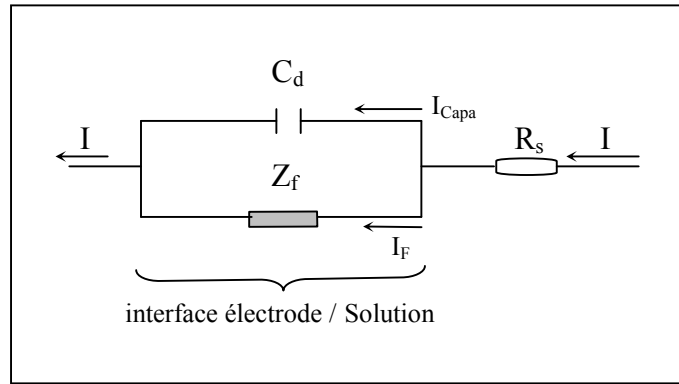 C_d
I_Capa
I
R_s
I
Z_f
I_F
interface électrode / Solution